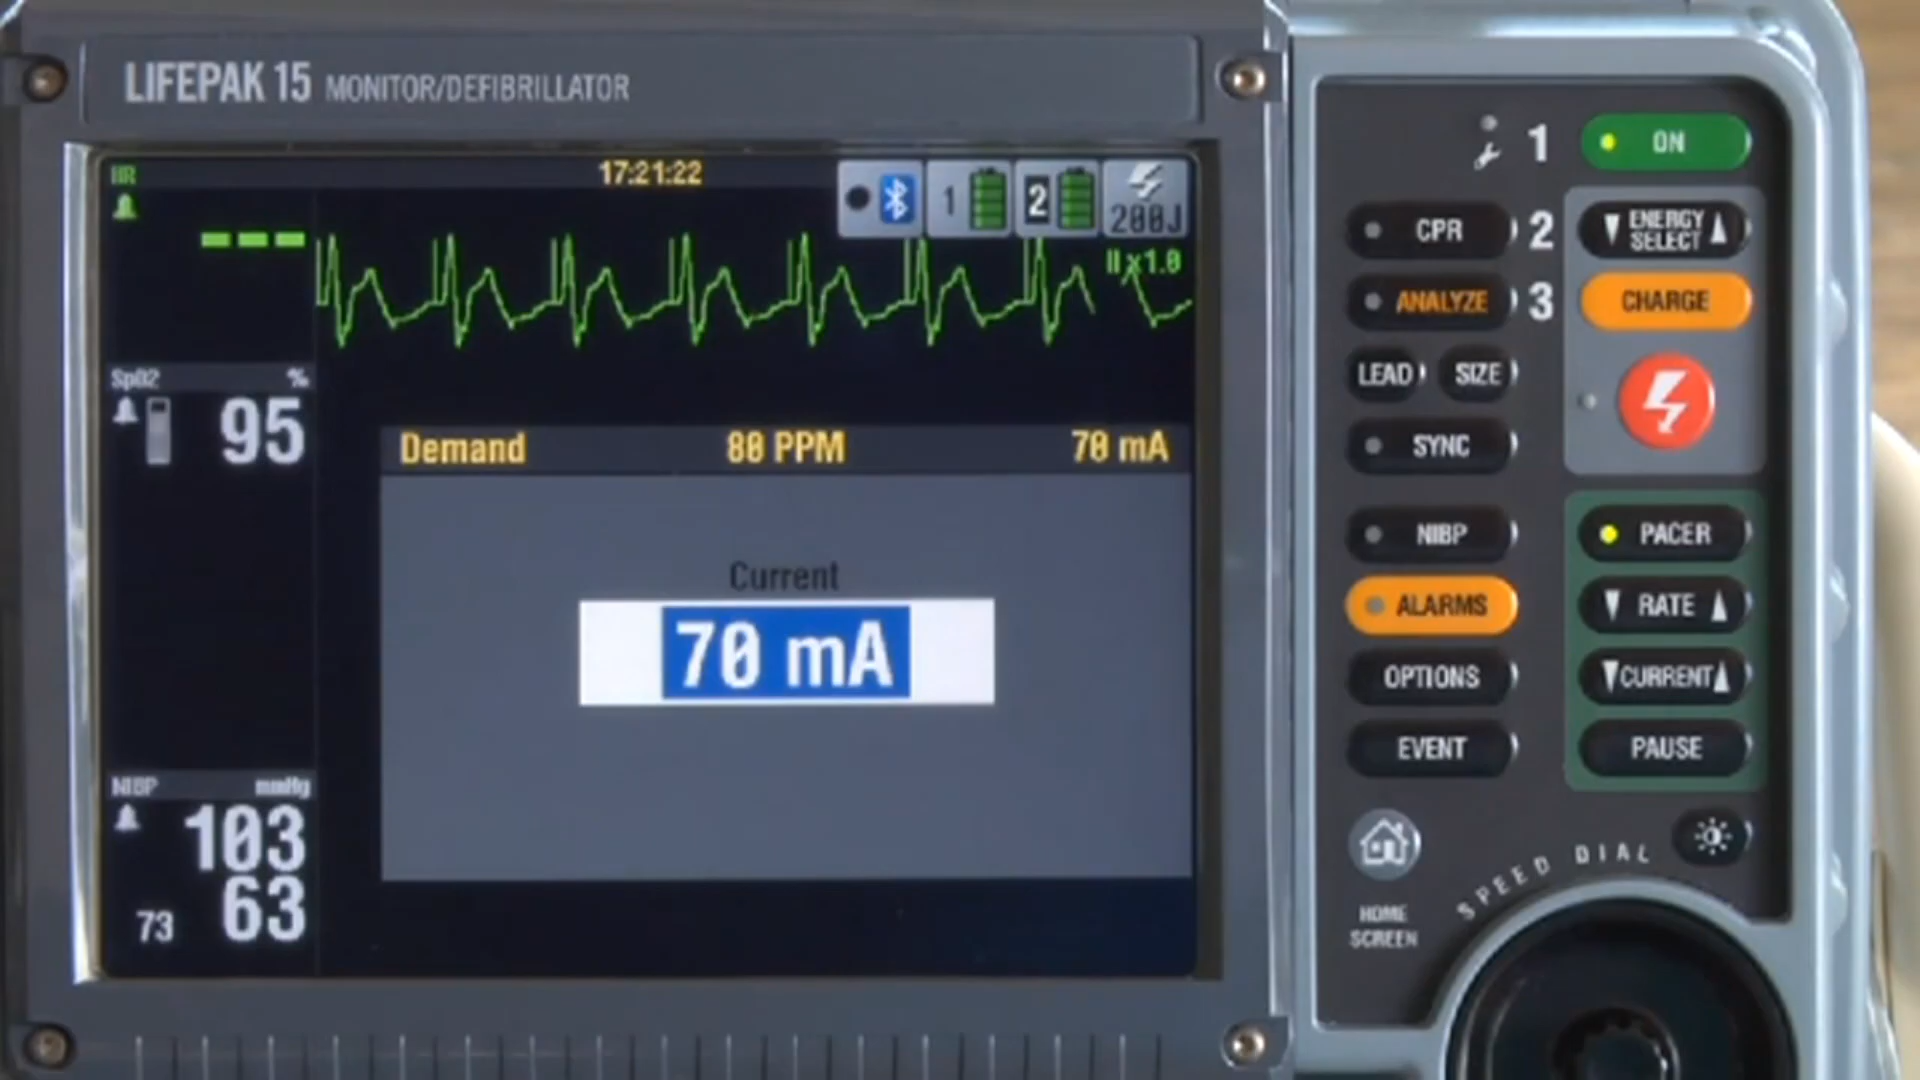 LIFEPAK 15 MONITOR/DEFIBRILLATOR
HR
17:21:22
1
2
200J
---
II x1.0
SpO2 %
95
Demand 80 PPM 70 mA
Current
70 mA
NIBP mmHg
103
63
73
1 ON
CPR 2 ENERGY SELECT
ANALYZE 3 CHARGE
LEAD SIZE
SYNC
NIBP PACER
ALARMS RATE
OPTIONS CURRENT
EVENT PAUSE
SPEED DIAL
HOME
SCREEN